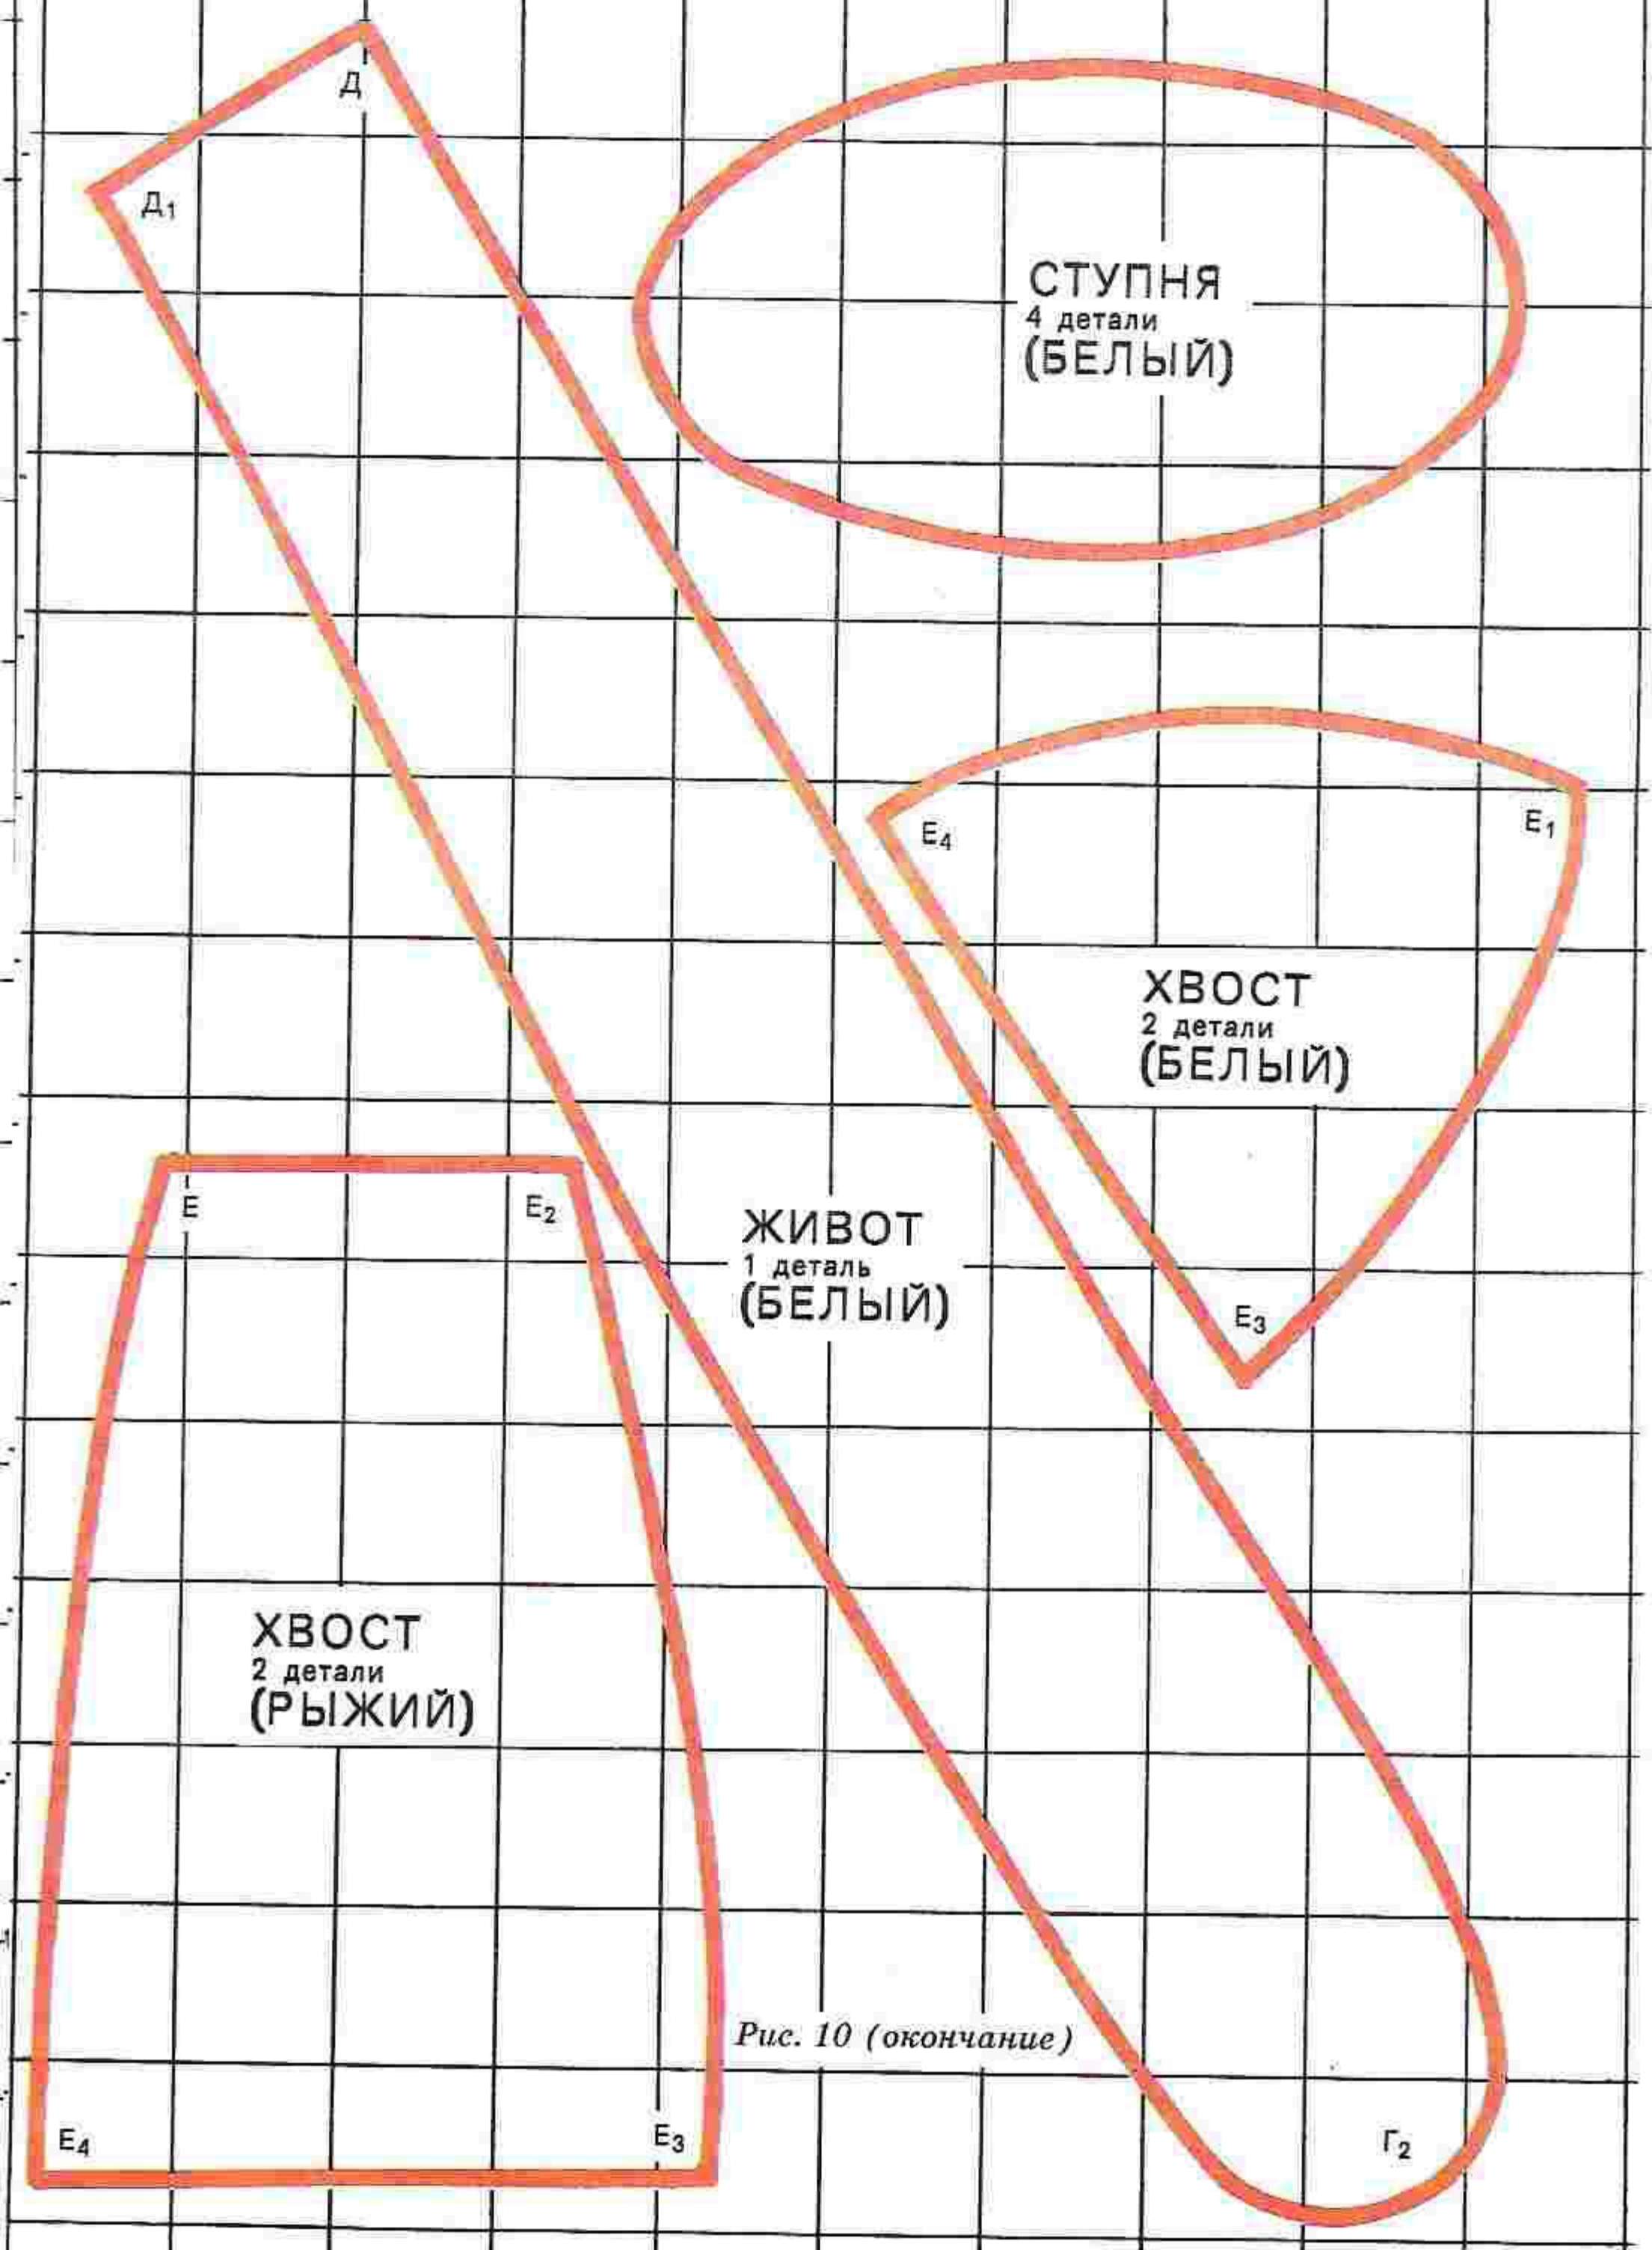 Д
Д1
СТУПНЯ
4 детали
(БЕЛЫЙ)
Е4
Е1
ХВОСТ
2 детали
(БЕЛЫЙ)
Е3
Е
Е2
ЖИВОТ
1 деталь
(БЕЛЫЙ)
ХВОСТ
2 детали
(РЫЖИЙ)
Рис. 10 (окончание)
Е4
Е3
Г2